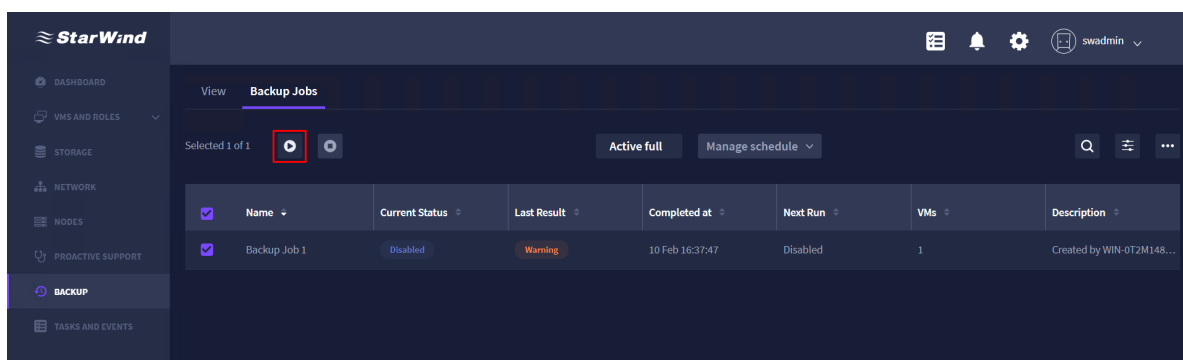 StarWind
swadmin
DASHBOARD
VMS AND ROLES
STORAGE
NETWORK
NODES
PROACTIVE SUPPORT
BACKUP
TASKS AND EVENTS
View Backup Jobs
Selected 1 of 1 Active full Manage schedule
Name Current Status Last Result Completed at Next Run VMs Description
Backup Job 1 Disabled Warning 10 Feb 16:37:47 Disabled 1 Created by WIN-0T2M148...